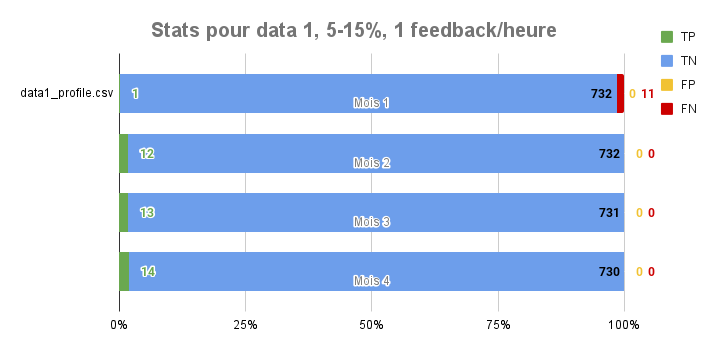 Stats pour data 1, 5-15%, 1 feedback/heure
TP
TN
FP
FN
data1_profile.csv
1 732 0 11
Mois 1
12 732 0 0
Mois 2
13 731 0 0
Mois 3
14 730 0 0
Mois 4
0% 25% 50% 75% 100%